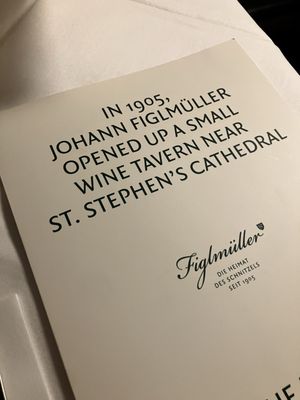 IN 1905,
JOHANN FIGLMÜLLER
OPENED UP A SMALL
WINE TAVERN NEAR
ST. STEPHEN'S CATHEDRAL
Figlmüller
DIE HEIMAT
DES SCHNITZELS
SEIT 1905